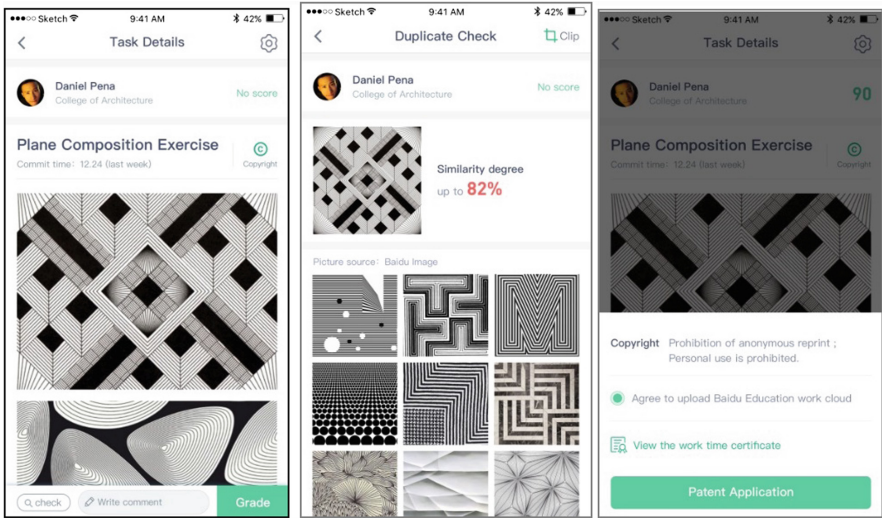 Sketch 9:41 AM 42%
Task Details
Daniel Pena
College of Architecture
No score
Plane Composition Exercise
Commit time: 12.24 (last week)
Copyright
check
Write comment
Grade
Sketch 9:41 AM 42%
Duplicate Check
Clip
Daniel Pena
College of Architecture
No score
Similarity degree
up to 82%
Picture source: Baidu Image
Sketch 9:41 AM 42%
Task Details
Daniel Pena
College of Architecture
90
Plane Composition Exercise
Commit time: 12.24 (last week)
Copyright
Copyright Prohibition of anonymous reprint ;
Personal use is prohibited.
Agree to upload Baidu Education work cloud
View the work time certificate
Patent Application